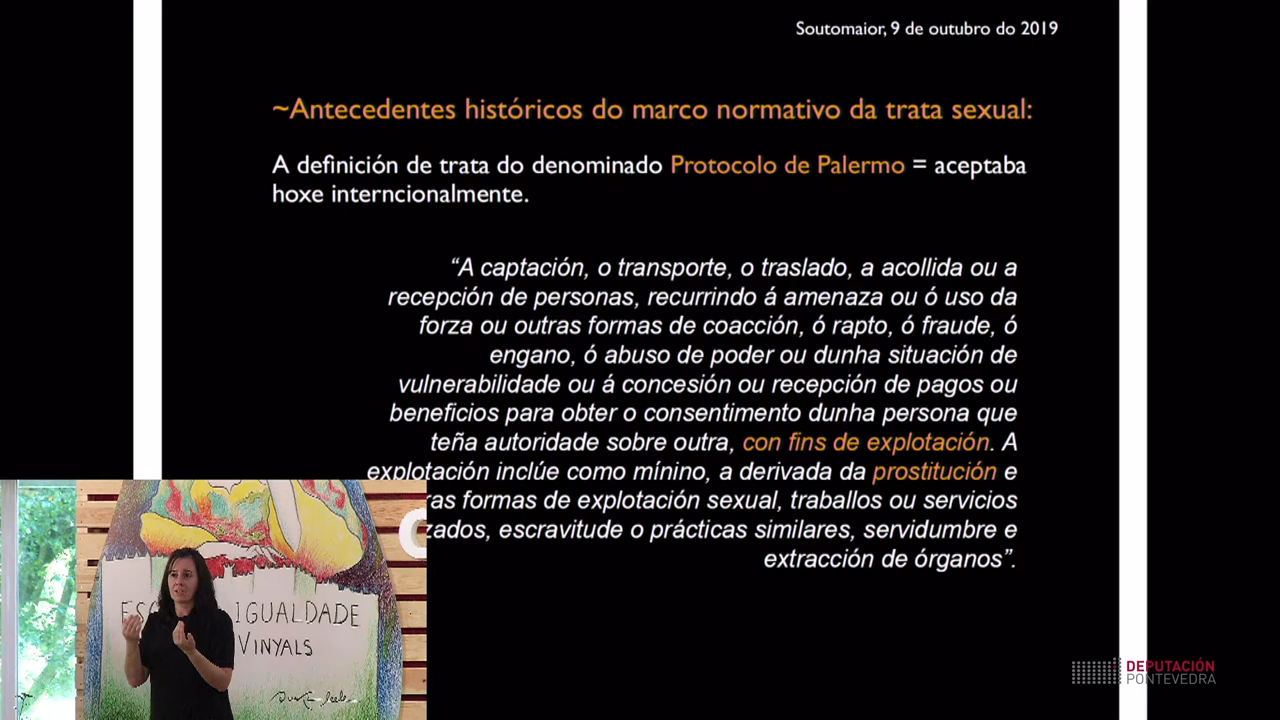 Soutomaior, 9 de outubro do 2019
~Antecedentes históricos do marco normativo da trata sexual:
A definición de trata do denominado Protocolo de Palermo = aceptaba
hoxe interncionalmente.
“A captación, o transporte, o traslado, a acollida ou a
recepción de personas, recurrindo á amenaza ou ó uso da
forza ou outras formas de coacción, ó rapto, ó fraude, ó
engano, ó abuso de poder ou dunha situación de
vulnerabilidade ou á concesión ou recepción de pagos ou
beneficios para obter o consentimento dunha persona que
teña autoridade sobre outra, con fins de explotación. A
explotación inclúe como mínino, a derivada da prostitución e
ras formas de explotación sexual, traballos ou servicios
zados, escravitude o prácticas similares, servidumbre e
extracción de órganos”.
IGUALDADE
VINYALS
DEPUTACIÓN
PONTEVEDRA